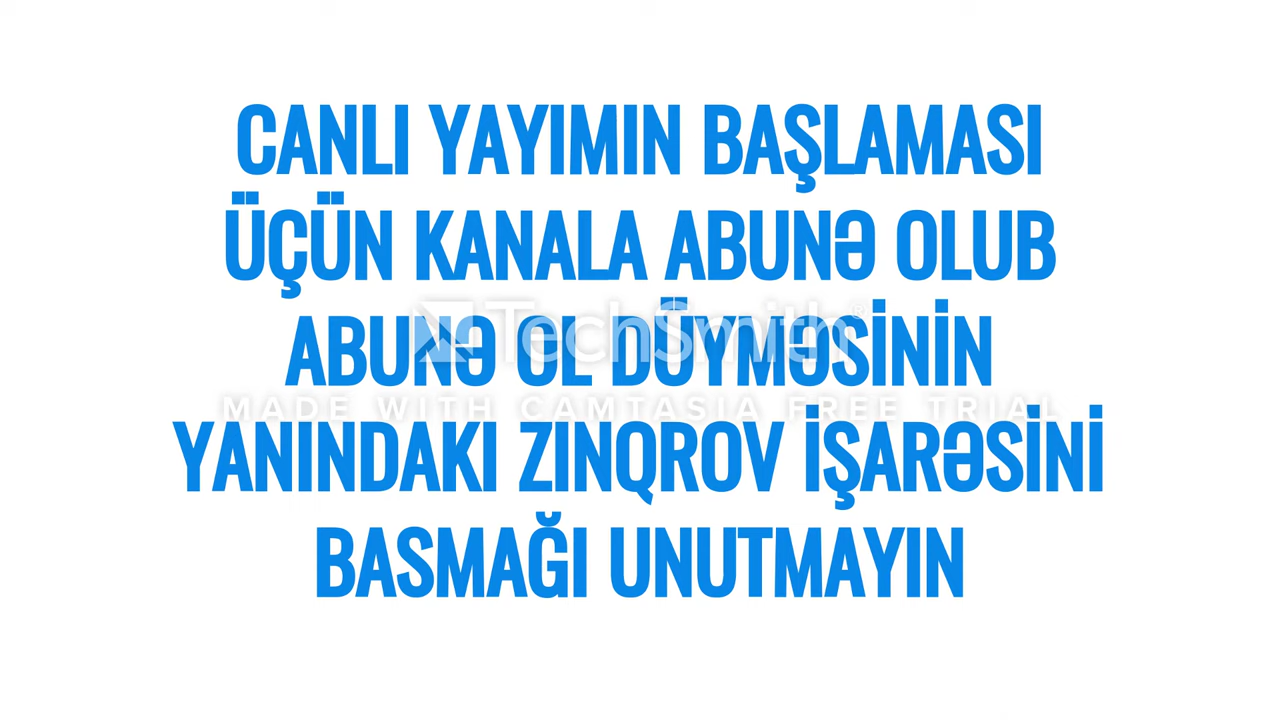 CANLI YAYIMIN BAŞLAMASI
ÜÇÜN KANALA ABUNƏ OLUB
ABUNƏ OL DÜYMƏSİNİN
TechSmith®
MADE WITH CAMTASIA FREE TRIAL
YANINDAKI ZINQROV İŞARƏSİNİ
BASMAĞI UNUTMAYIN